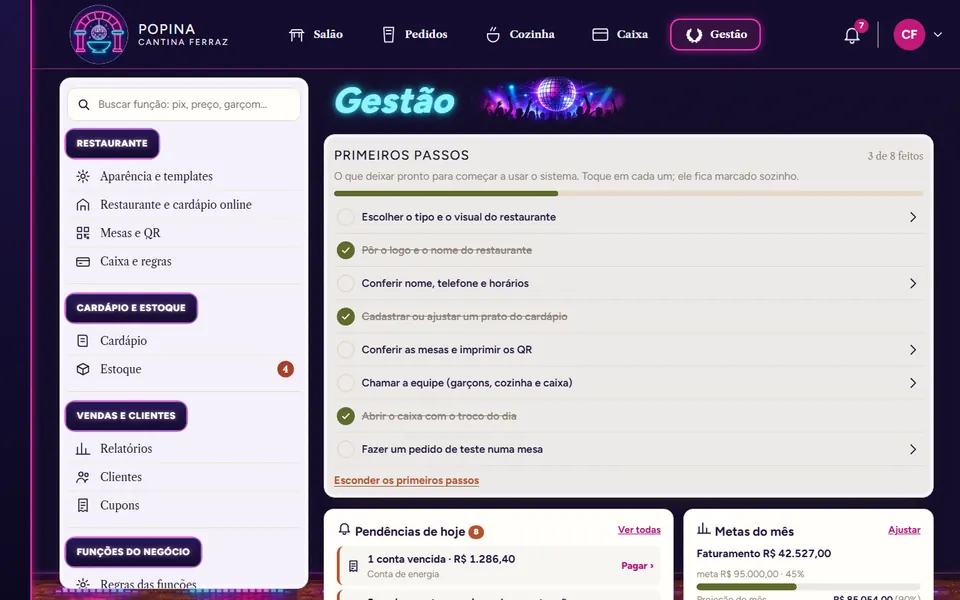 POPINA
CANTINA FERRAZ
Salão
Pedidos
Cozinha
Caixa
Gestão
7
CF
Buscar função: pix, preço, garçom...
RESTAURANTE
Aparência e templates
Restaurante e cardápio online
Mesas e QR
Caixa e regras
CARDÁPIO E ESTOQUE
Cardápio
Estoque
4
VENDAS E CLIENTES
Relatórios
Clientes
Cupons
FUNÇÕES DO NEGÓCIO
Regras das funções
Gestão
PRIMEIROS PASSOS
3 de 8 feitos
O que deixar pronto para começar a usar o sistema. Toque em cada um; ele fica marcado sozinho.
Escolher o tipo e o visual do restaurante
Pôr o logo e o nome do restaurante
Conferir nome, telefone e horários
Cadastrar ou ajustar um prato do cardápio
Conferir as mesas e imprimir os QR
Chamar a equipe (garçons, cozinha e caixa)
Abrir o caixa com o troco do dia
Fazer um pedido de teste numa mesa
Esconder os primeiros passos
Pendências de hoje 8
Ver todas
1 conta vencida · R$ 1.286,40
Conta de energia
Pagar ›
Metas do mês
Ajustar
Faturamento R$ 42.527,00
meta R$ 95.000,00 · 45%
Projeção do mês
R$ 85.054,00 (90%)